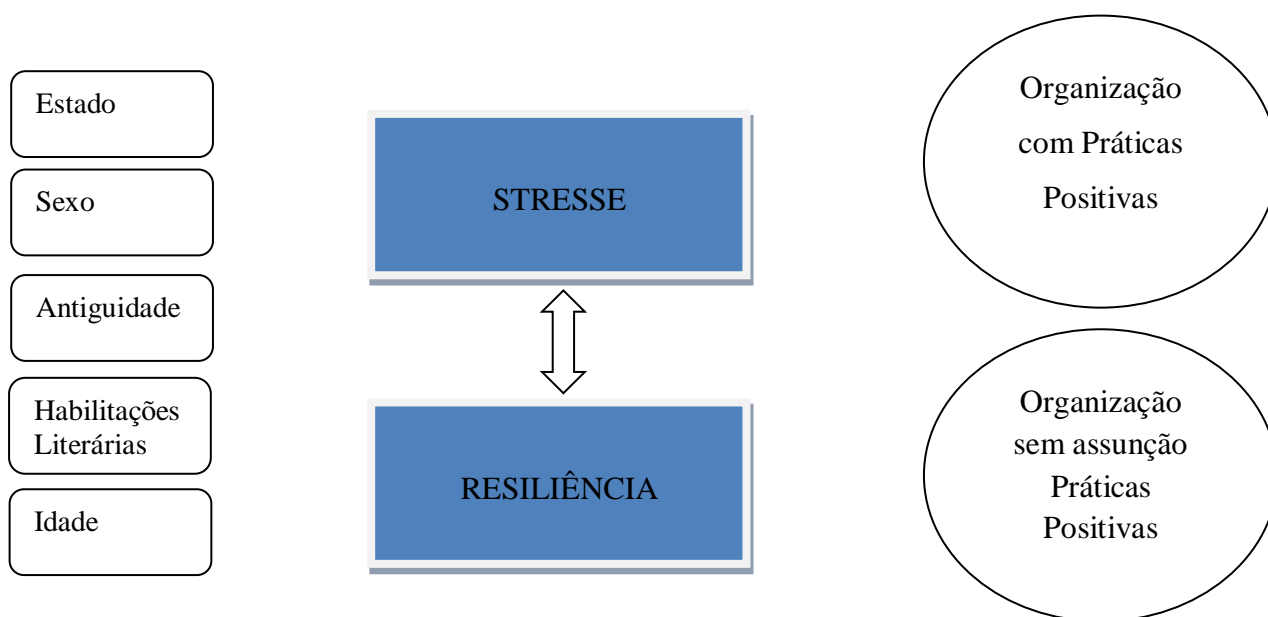 Estado
Sexo
Antiguidade
Habilitações
Literárias
Idade
STRESSE
RESILIÊNCIA
Organização
com Práticas
Positivas
Organização
sem assunção
Práticas
Positivas